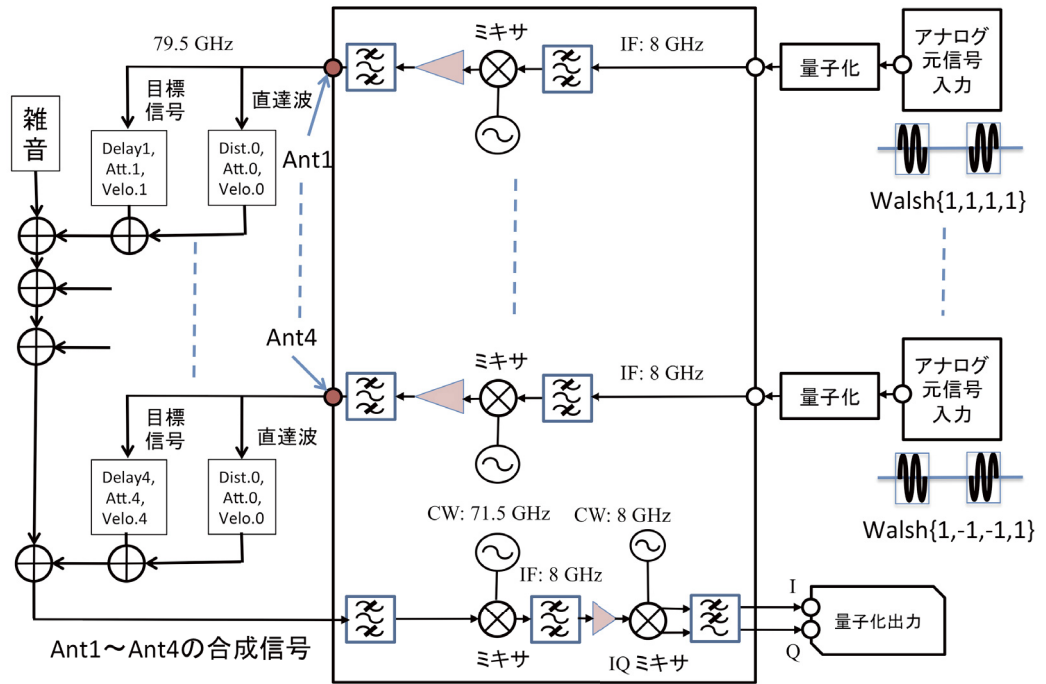 79.5 GHz
ミキサ
IF: 8 GHz
量子化
アナログ
元信号
入力
雑
音
目標
信号
直達波
Delay1,
Att.1,
Velo.1
Dist.0,
Att.0,
Velo.0
Ant1
Walsh{1,1,1,1}
Ant4
ミキサ
IF: 8 GHz
量子化
アナログ
元信号
入力
目標
信号
直達波
Delay4,
Att.4,
Velo.4
Dist.0,
Att.0,
Velo.0
Walsh{1,-1,-1,1}
CW: 71.5 GHz
CW: 8 GHz
IF: 8 GHz
I
Q
量子化出力
Ant1～Ant4の合成信号
ミキサ
IQ ミキサ